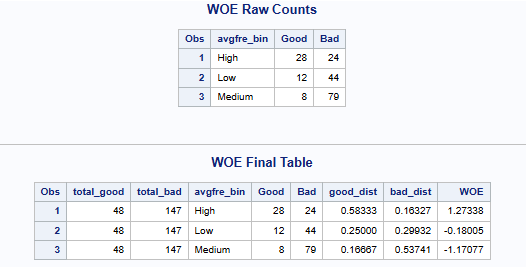 WOE Raw Counts
Obs avgfre_bin Good Bad
1 High 28 24
2 Low 12 44
3 Medium 8 79
WOE Final Table
Obs total_good total_bad avgfre_bin Good Bad good_dist bad_dist WOE
1 48 147 High 28 24 0.58333 0.16327 1.27338
2 48 147 Low 12 44 0.25000 0.29932 -0.18005
3 48 147 Medium 8 79 0.16667 0.53741 -1.17077